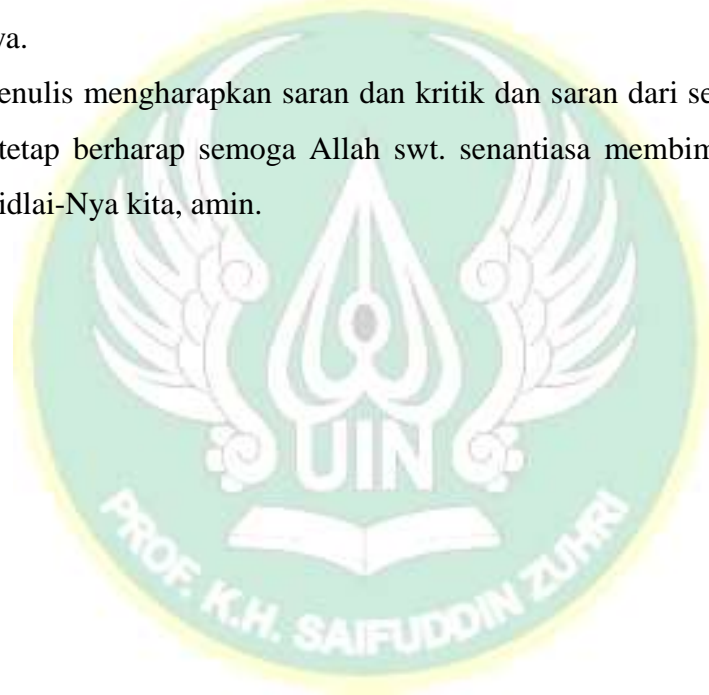 ya.
enulis mengharapkan saran dan kritik dan saran dari se
tetap berharap semoga Allah swt. senantiasa membim
idlai-Nya kita, amin.
UIN
PROF. K.H. SAIFUDDIN ZUHRI